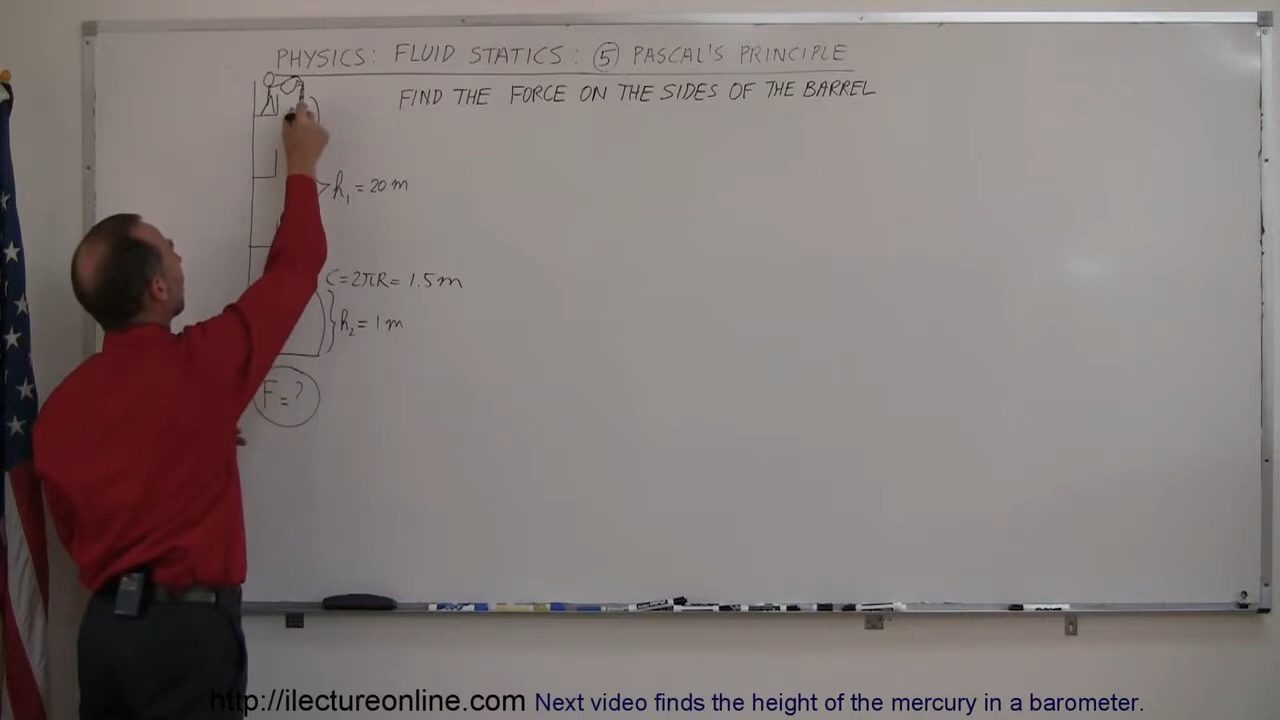 PHYSICS: FLUID STATICS: ⑤ PASCAL'S PRINCIPLE
FIND THE FORCE ON THE SIDES OF THE BARREL
h₁ = 20 m
C = 2πR = 1.5 m
h₂ = 1 m
F = ?
http://ilectureonline.com Next video finds the height of the mercury in a barometer.